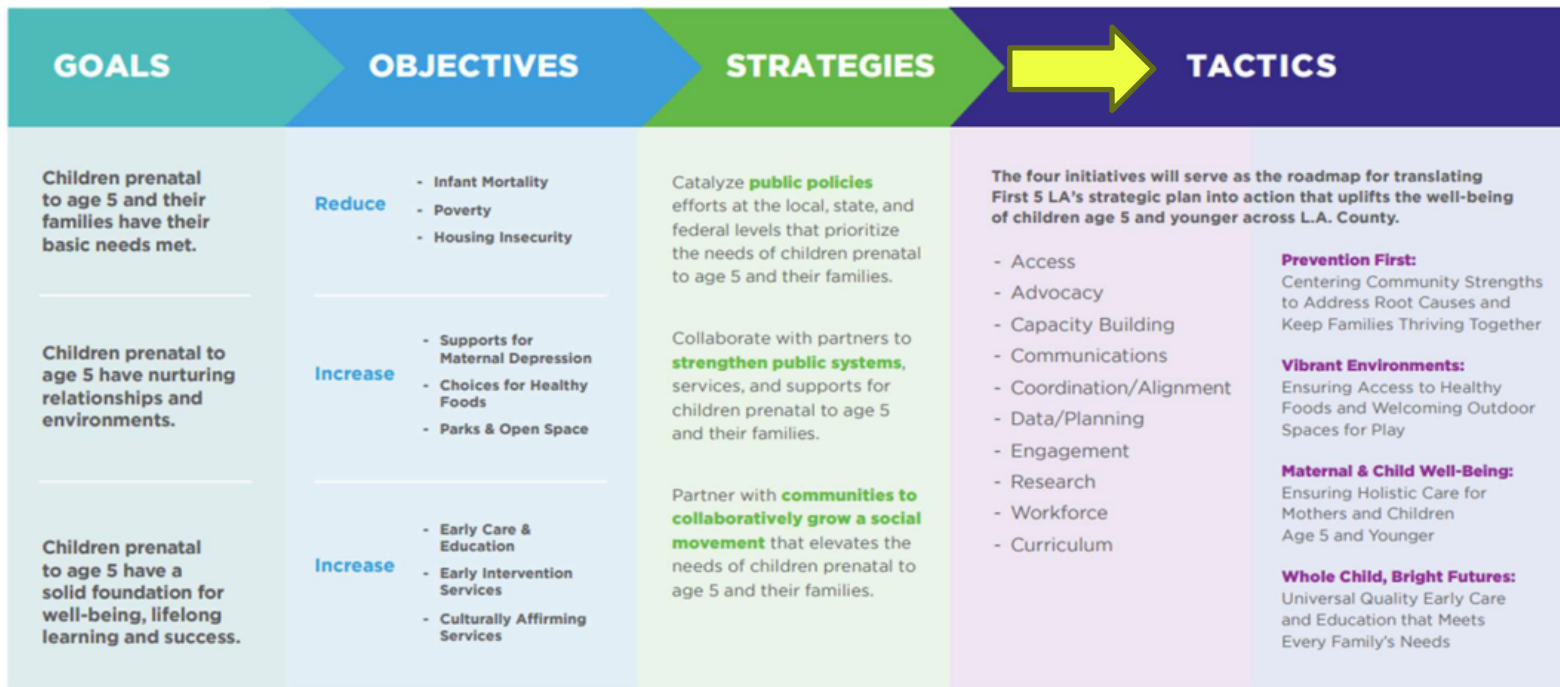 GOALS
OBJECTIVES
STRATEGIES
TACTICS
Children prenatal
to age 5 and their
families have their
basic needs met.
Children prenatal to
age 5 have nurturing
relationships and
environments.
Children prenatal
to age 5 have a
solid foundation for
well-being, lifelong
learning and success.
Reduce
- Infant Mortality
- Poverty
- Housing Insecurity
Increase
- Supports for
Maternal Depression
- Choices for Healthy
Foods
- Parks & Open Space
Increase
- Early Care &
Education
- Early Intervention
Services
- Culturally Affirming
Services
Catalyze public policies
efforts at the local, state, and
federal levels that prioritize
the needs of children prenatal
to age 5 and their families.
Collaborate with partners to
strengthen public systems,
services, and supports for
children prenatal to age 5
and their families.
Partner with communities to
collaboratively grow a social
movement that elevates the
needs of children prenatal to
age 5 and their families.
The four initiatives will serve as the roadmap for translating
First 5 LA's strategic plan into action that uplifts the well-being
of children age 5 and younger across L.A. County.
- Access
- Advocacy
- Capacity Building
- Communications
- Coordination/Alignment
- Data/Planning
- Engagement
- Research
- Workforce
- Curriculum
Prevention First:
Centering Community Strengths
to Address Root Causes and
Keep Families Thriving Together
Vibrant Environments:
Ensuring Access to Healthy
Foods and Welcoming Outdoor
Spaces for Play
Maternal & Child Well-Being:
Ensuring Holistic Care for
Mothers and Children
Age 5 and Younger
Whole Child, Bright Futures:
Universal Quality Early Care
and Education that Meets
Every Family's Needs